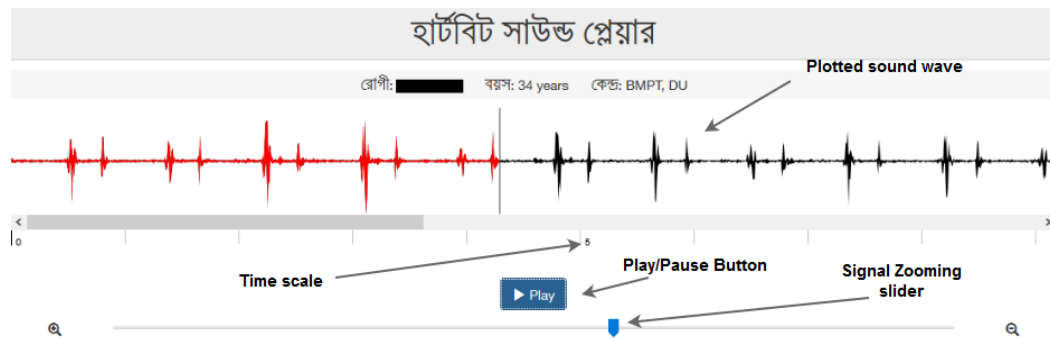 হার্টবিট সাউন্ড প্লেয়ার
রোগী: বয়স: 34 years কেন্দ্র: BMPT, DU
Plotted sound wave
0 5
Time scale
Play/Pause Button
Signal Zooming
slider
Play